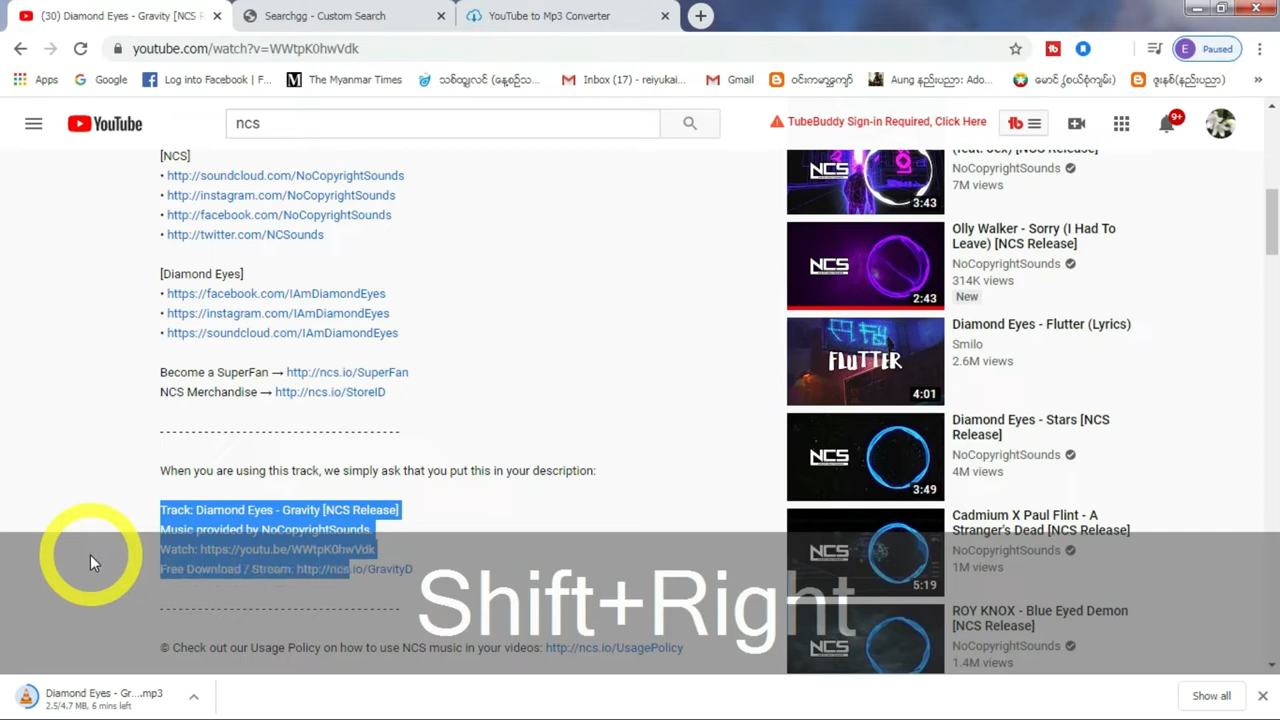 (30) Diamond Eyes - Gravity [NCS R
Searchgg - Custom Search
YouTube to Mp3 Converter
youtube.com/watch?v=WWtpK0hwVdk
E Paused
Apps
Google
Log into Facebook | F...
The Myanmar Times
Inbox (17) - reiyukai...
Gmail
YouTube
ncs
TubeBuddy Sign-in Required, Click Here
9+
[NCS]
• http://soundcloud.com/NoCopyrightSounds
• http://instagram.com/NoCopyrightSounds
• http://facebook.com/NoCopyrightSounds
• http://twitter.com/NCSounds
[Diamond Eyes]
• https://facebook.com/IAmDiamondEyes
• https://instagram.com/IAmDiamondEyes
• https://soundcloud.com/IAmDiamondEyes
Become a SuperFan → http://ncs.io/SuperFan
NCS Merchandise → http://ncs.io/StoreID
- - - - - - - - - - - - - - - - - - - - - - - - - - - - - - - - - -
When you are using this track, we simply ask that you put this in your description:
Track: Diamond Eyes - Gravity [NCS Release]
Music provided by NoCopyrightSounds.
Watch: https://youtu.be/WWtpK0hwVdk
Free Download / Stream: http://ncs.io/GravityD
- - - - - - - - - - - - - - - - - - - - - - - - - - - - - - - - - -
© Check out our Usage Policy on how to use NCS music in your videos: http://ncs.io/UsagePolicy
NCS
3:43
[NCS Release]
NoCopyrightSounds
7M views
NCS
2:43
Olly Walker - Sorry (I Had To
Leave) [NCS Release]
NoCopyrightSounds
314K views
New
FLUTTER
4:01
Diamond Eyes - Flutter (Lyrics)
Smilo
2.6M views
NCS
3:49
Diamond Eyes - Stars [NCS
Release]
NoCopyrightSounds
4M views
NCS
5:19
Cadmium X Paul Flint - A
Stranger's Dead [NCS Release]
NoCopyrightSounds
1M views
NCS
ROY KNOX - Blue Eyed Demon
[NCS Release]
NoCopyrightSounds
1.4M views
Shift+Right
Diamond Eyes - Gr....mp3
2.5/4.7 MB, 6 mins left
Show all